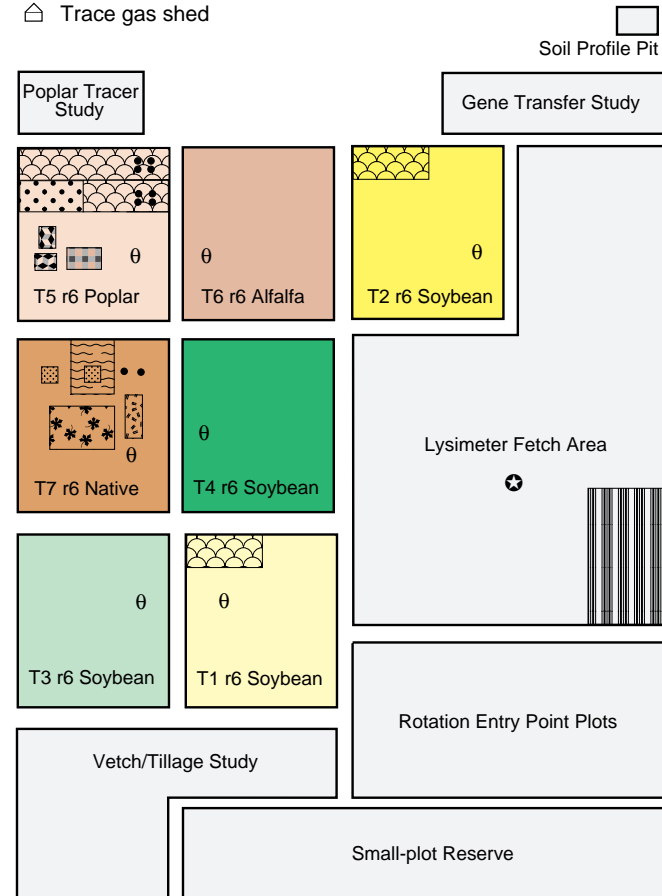 Trace gas shed
Soil Profile Pit
Poplar Tracer
Study
Gene Transfer Study
θ
T5 r6 Poplar
θ
T6 r6 Alfalfa
θ
T2 r6 Soybean
θ
T7 r6 Native
θ
T4 r6 Soybean
Lysimeter Fetch Area
θ
T3 r6 Soybean
θ
T1 r6 Soybean
Rotation Entry Point Plots
Vetch/Tillage Study
Small-plot Reserve